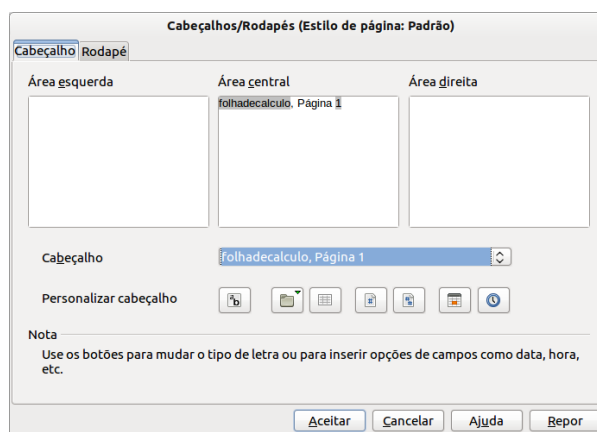 Cabeçalhos/Rodapés (Estilo de página: Padrão)
Cabeçalho Rodapé
Área esquerda Área central Área direita
folhadecalculo, Página 1
Cabeçalho folhadecalculo, Página 1
Personalizar cabeçalho
Nota
Use os botões para mudar o tipo de letra ou para inserir opções de campos como data, hora,
etc.
Aceitar Cancelar Ajuda Repor